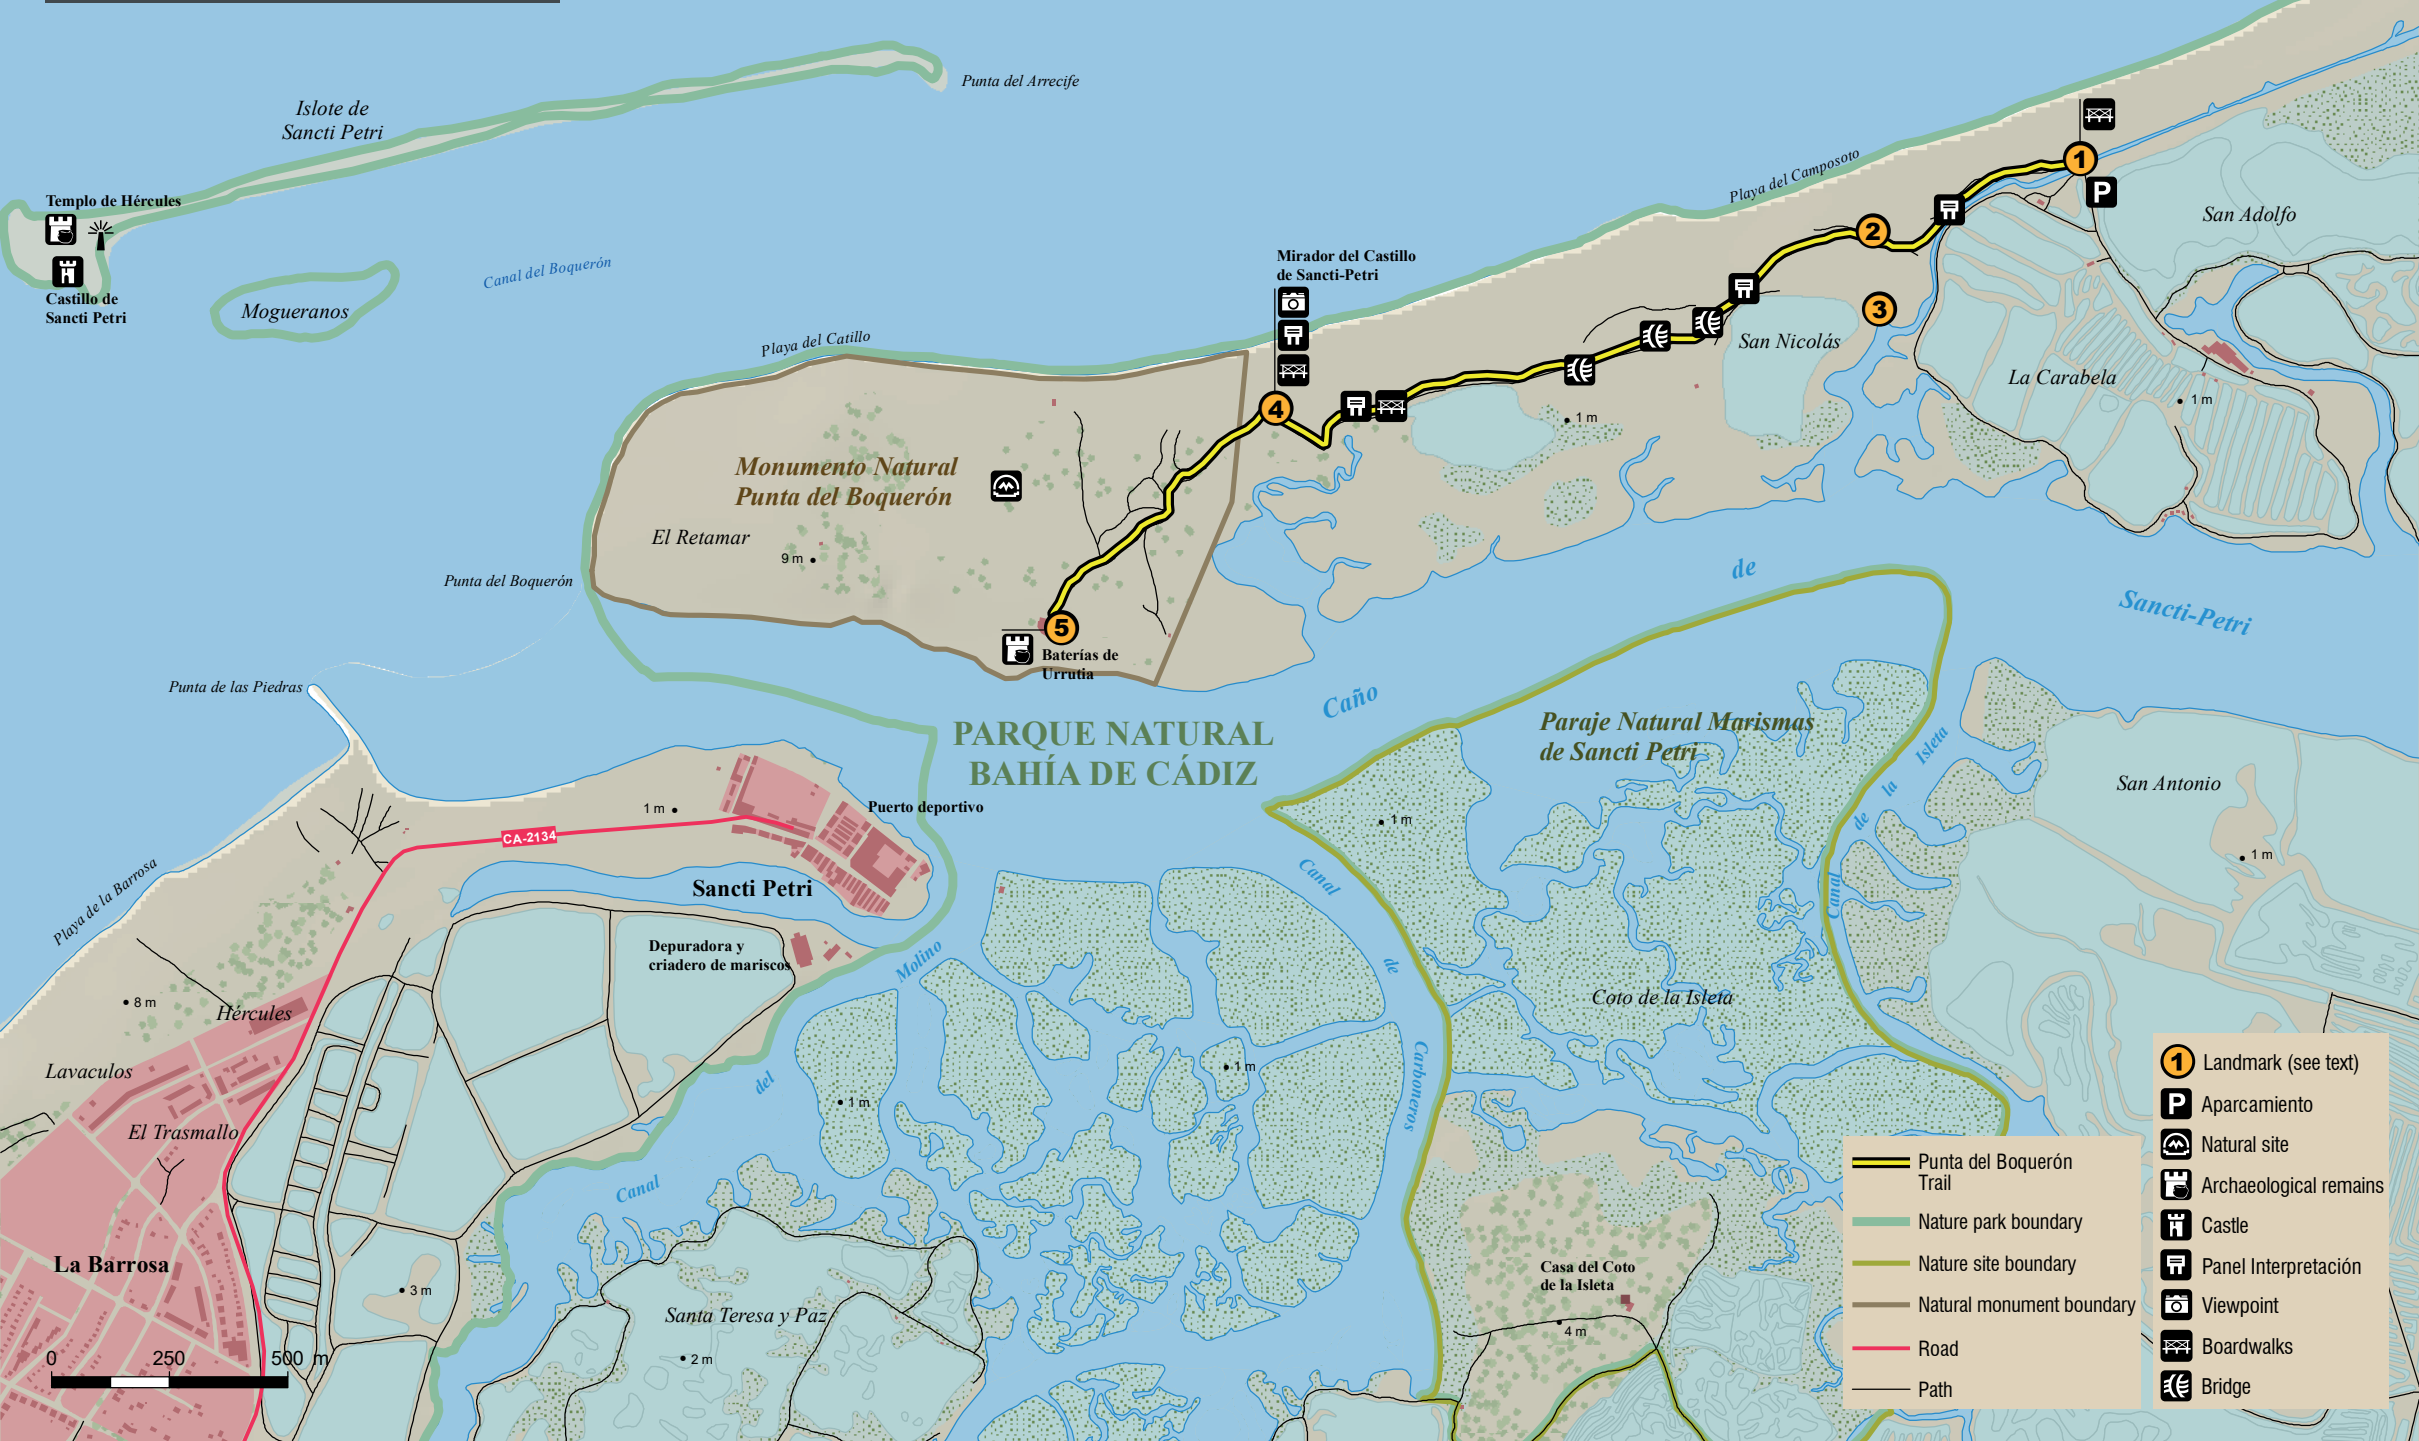 Punta del Arrecife
Islote de
Sancti Petri
Templo de Hércules
Castillo de
Sancti Petri
Mogueranos
Canal del Boquerón
Playa del Catillo
Mirador del Castillo
de Sancti-Petri
Playa del Camposoto
1
P
2
3
4
5
San Adolfo
San Nicolás
La Carabela
1 m
1 m
Monumento Natural
Punta del Boquerón
El Retamar
9 m
Punta del Boquerón
Baterías de
Urrutia
Punta de las Piedras
Caño
de
Sancti-Petri
PARQUE NATURAL
BAHÍA DE CÁDIZ
Paraje Natural Marismas
de Sancti Petri
Canal de la Isleta
San Antonio
1 m
1 m
Puerto deportivo
1 m
CA-2134
Sancti Petri
Playa de la Barrosa
Depuradora y
criadero de mariscos
Canal del Molino
Canal de Carboneros
Coto de la Isleta
8 m
Hércules
Lavaculos
El Trasmallo
1 m
1 m
La Barrosa
3 m
Santa Teresa y Paz
2 m
Casa del Coto
de la Isleta
4 m
0 250 500 m
Punta del Boquerón
Trail
Nature park boundary
Nature site boundary
Natural monument boundary
Road
Path
1 Landmark (see text)
P Aparcamiento
Natural site
Archaeological remains
Castle
Panel Interpretación
Viewpoint
Boardwalks
Bridge